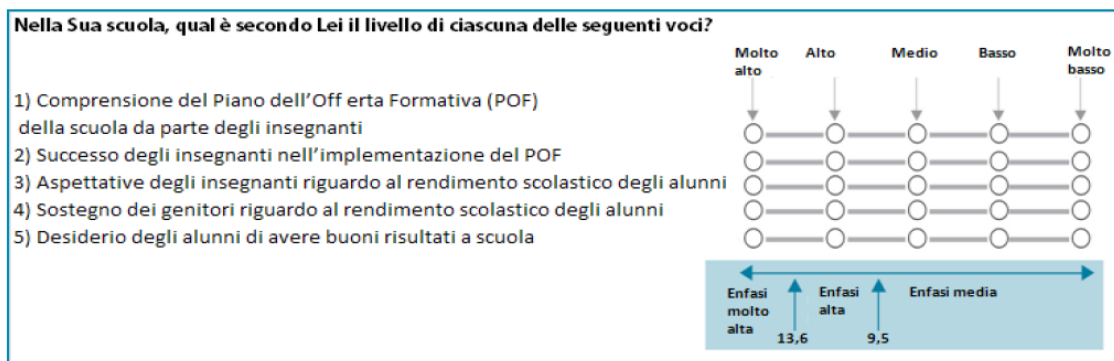 Nella Sua scuola, qual è secondo Lei il livello di ciascuna delle seguenti voci?
Molto alto
Alto
Medio
Basso
Molto basso
1) Comprensione del Piano dell'Off erta Formativa (POF)
della scuola da parte degli insegnanti
2) Successo degli insegnanti nell'implementazione del POF
3) Aspettative degli insegnanti riguardo al rendimento scolastico degli alunni
4) Sostegno dei genitori riguardo al rendimento scolastico degli alunni
5) Desiderio degli alunni di avere buoni risultati a scuola
Enfasi molto alta
13,6
Enfasi alta
9,5
Enfasi media